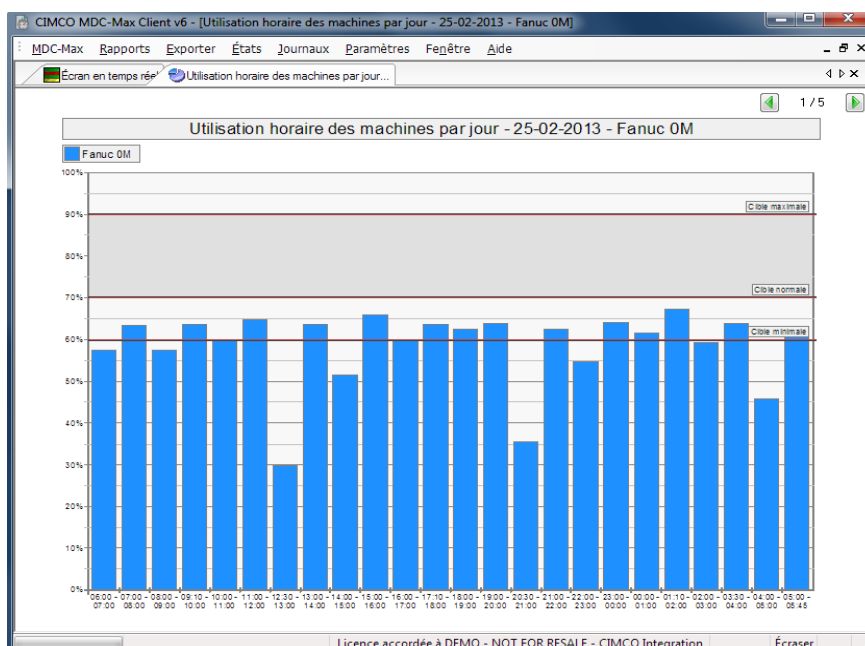 CIMCO MDC-Max Client v6 - [Utilisation horaire des machines par jour - 25-02-2013 - Fanuc 0M]
MDC-Max Rapports Exporter États Journaux Paramètres Fenêtre Aide
Écran en temps rée Utilisation horaire des machines par jour...
1 / 5
Utilisation horaire des machines par jour - 25-02-2013 - Fanuc 0M
Fanuc 0M
100%
Cible maximale
90%
80%
Cible normale
70%
Cible minimale
60%
50%
40%
30%
20%
10%
0%
06:00 - 07:00 - 08:00 - 09:10 - 10:00 - 11:00 - 12:30 - 13:00 - 14:00 - 15:00 - 16:00 - 17:10 - 18:00 - 19:00 - 20:30 - 21:00 - 22:00 - 23:00 - 00:00 - 01:10 - 02:00 - 03:30 - 04:00 - 05:00 -
07:00 08:00 09:00 10:00 11:00 12:00 13:00 14:00 15:00 16:00 17:00 18:00 19:00 20:00 21:00 22:00 23:00 00:00 01:00 02:00 03:00 04:00 05:00 05:45
Licence accordée à DEMO - NOT FOR RESALE - CIMCO Integration Écraser